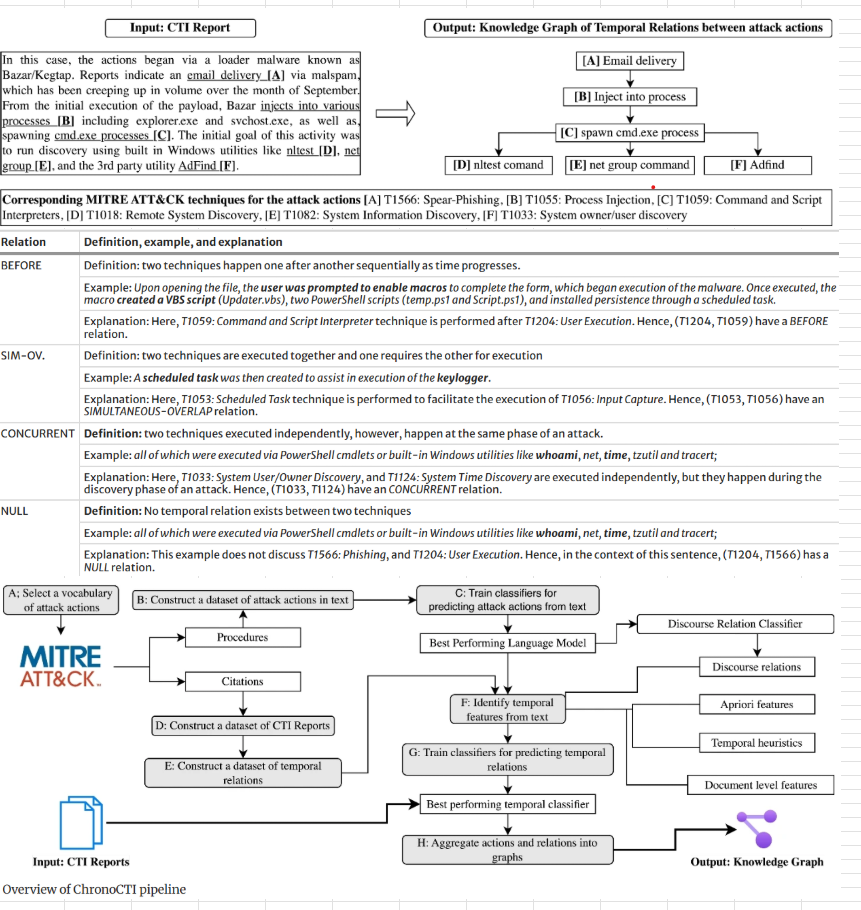 Input: CTI Report
Output: Knowledge Graph of Temporal Relations between attack actions
In this case, the actions began via a loader malware known as
Bazar/Kegtap. Reports indicate an email delivery [A] via malspam,
which has been creeping up in volume over the month of September.
From the initial execution of the payload, Bazar injects into various
processes [B] including explorer.exe and svchost.exe, as well as,
spawning cmd.exe processes [C]. The initial goal of this activity was
to run discovery using built in Windows utilities like nltest [D], net
group [E], and the 3rd party utility AdFind [F].
[A] Email delivery
[B] Inject into process
[C] spawn cmd.exe process
[D] nltest comand
[E] net group command
[F] Adfind
Corresponding MITRE ATT&CK techniques for the attack actions [A] T1566: Spear-Phishing, [B] T1055: Process Injection, [C] T1059: Command and Script
Interpreters, [D] T1018: Remote System Discovery, [E] T1082: System Information Discovery, [F] T1033: System owner/user discovery
Relation
Definition, example, and explanation
BEFORE
Definition: two techniques happen one after another sequentially as time progresses.
Example: Upon opening the file, the user was prompted to enable macros to complete the form, which began execution of the malware. Once executed, the
macro created a VBS script (Updater.vbs), two PowerShell scripts (temp.ps1 and Script.ps1), and installed persistence through a scheduled task.
Explanation: Here, T1059: Command and Script Interpreter technique is performed after T1204: User Execution. Hence, (T1204, T1059) have a BEFORE
relation.
SIM-OV.
Definition: two techniques are executed together and one requires the other for execution
Example: A scheduled task was then created to assist in execution of the keylogger.
Explanation: Here, T1053: Scheduled Task technique is performed to facilitate the execution of T1056: Input Capture. Hence, (T1053, T1056) have an
SIMULTANEOUS-OVERLAP relation.
CONCURRENT
Definition: two techniques executed independently, however, happen at the same phase of an attack.
Example: all of which were executed via PowerShell cmdlets or built-in Windows utilities like whoami, net, time, tzutil and tracert;
Explanation: Here, T1033: System User/Owner Discovery, and T1124: System Time Discovery are executed independently, but they happen during the
discovery phase of an attack. Hence, (T1033, T1124) have an CONCURRENT relation.
NULL
Definition: No temporal relation exists between two techniques
Example: all of which were executed via PowerShell cmdlets or built-in Windows utilities like whoami, net, time, tzutil and tracert;
Explanation: This example does not discuss T1566: Phishing, and T1204: User Execution. Hence, in the context of this sentence, (T1204, T1566) has a
NULL relation.
A; Select a vocabulary
of attack actions
B: Construct a dataset of attack actions in text
C: Train classifiers for
predicting attack actions from text
MITRE
ATT&CK™
Procedures
Citations
Best Performing Language Model
Discourse Relation Classifier
Discourse relations
D: Construct a dataset of CTI Reports
E: Construct a dataset of temporal
relations
F: Identify temporal
features from text
Apriori features
Temporal heuristics
Document level features
G: Train classifiers for predicting temporal
relations
Best performing temporal classifier
H: Aggregate actions and relations into
graphs
Input: CTI Reports
Output: Knowledge Graph
Overview of ChronoCTI pipeline